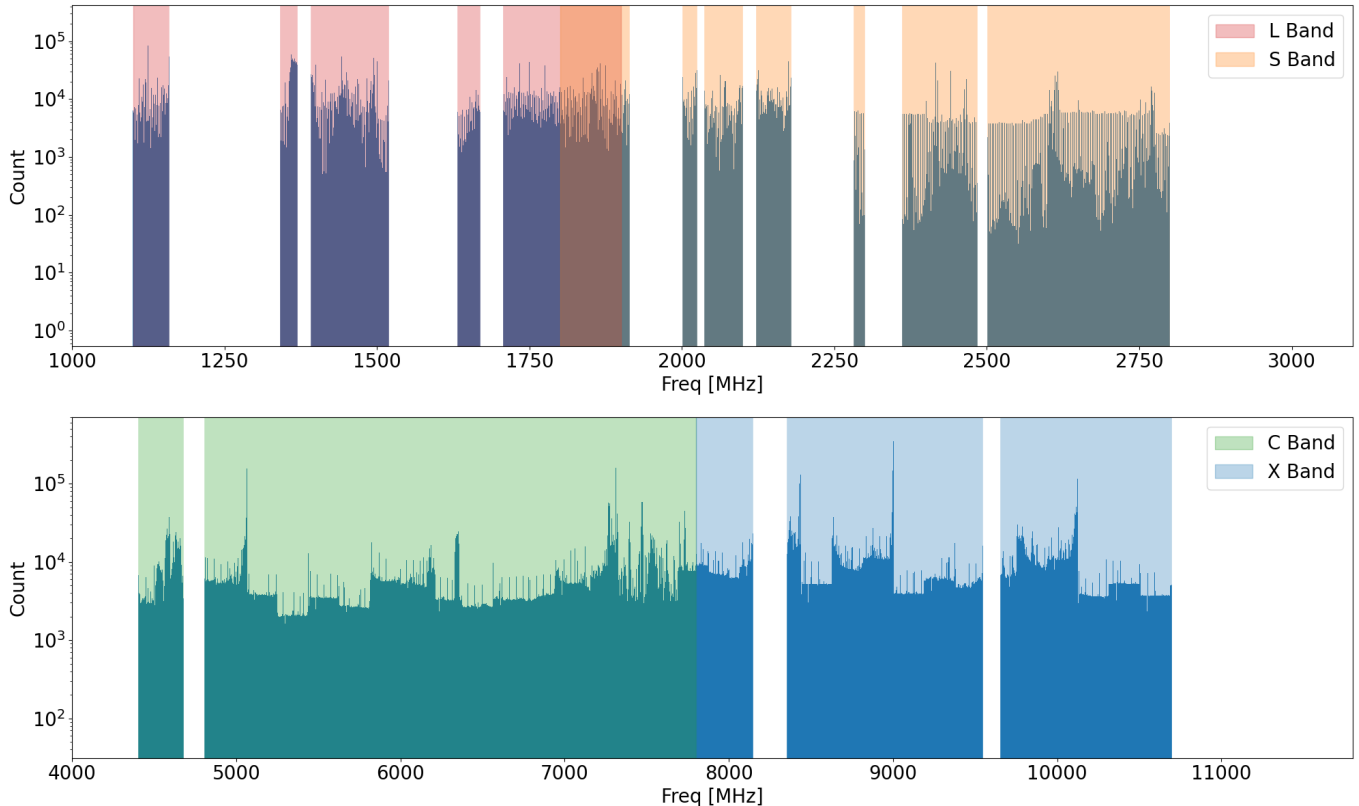 10⁵
10⁴
10³
10²
10¹
10⁰
Count
L Band
S Band
1000 1250 1500 1750 2000 2250 2500 2750 3000
Freq [MHz]
10⁵
10⁴
10³
10²
Count
C Band
X Band
4000 5000 6000 7000 8000 9000 10000 11000
Freq [MHz]